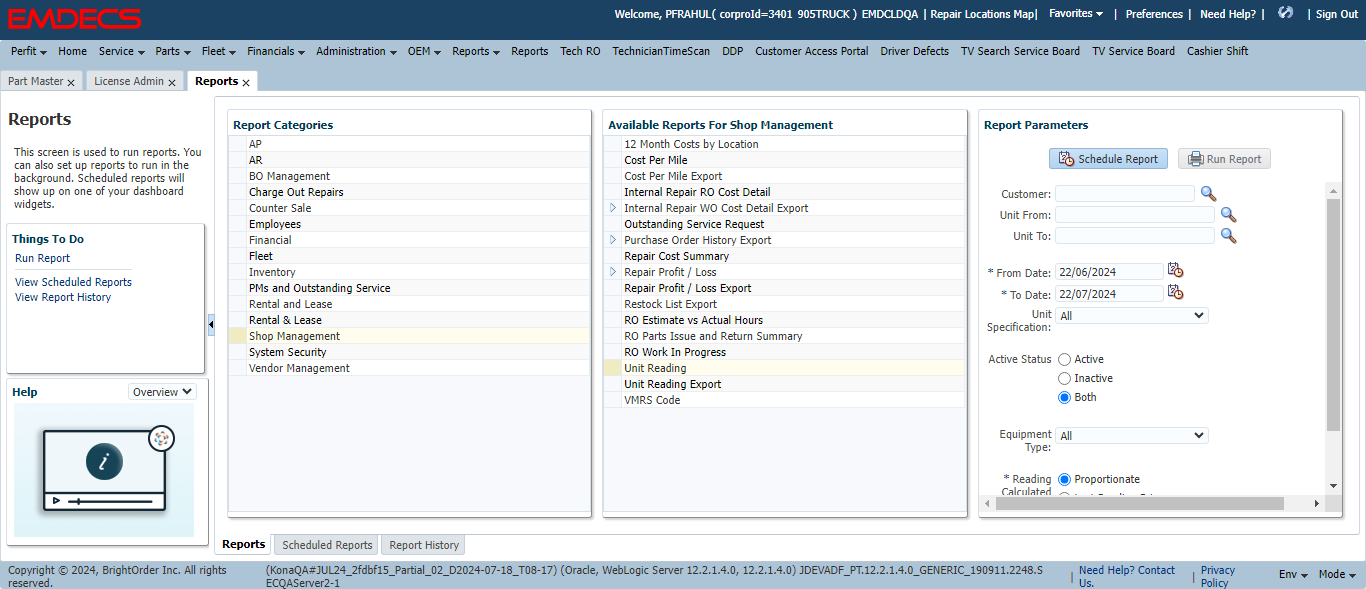 EMDECS
Welcome, PFRAHUL( corproId=3401 905TRUCK ) EMDCLDQA | Repair Locations Map| Favorites | Preferences | Need Help? | | Sign Out
Perfit Home Service Parts Fleet Financials Administration OEM Reports Reports Tech RO TechnicianTimeScan DDP Customer Access Portal Driver Defects TV Search Service Board TV Service Board Cashier Shift
Part Master License Admin Reports
Reports
This screen is used to run reports. You
can also set up reports to run in the
background. Scheduled reports will
show up on one of your dashboard
widgets.
Things To Do
Run Report
View Scheduled Reports
View Report History
Help
Overview
Report Categories
AP
AR
BO Management
Charge Out Repairs
Counter Sale
Employees
Financial
Fleet
Inventory
PMs and Outstanding Service
Rental and Lease
Rental & Lease
Shop Management
System Security
Vendor Management
Available Reports For Shop Management
12 Month Costs by Location
Cost Per Mile
Cost Per Mile Export
Internal Repair RO Cost Detail
Internal Repair WO Cost Detail Export
Outstanding Service Request
Purchase Order History Export
Repair Cost Summary
Repair Profit / Loss
Repair Profit / Loss Export
Restock List Export
RO Estimate vs Actual Hours
RO Parts Issue and Return Summary
RO Work In Progress
Unit Reading
Unit Reading Export
VMRS Code
Report Parameters
Schedule Report Run Report
Customer:
Unit From:
Unit To:
* From Date: 22/06/2024
* To Date: 22/07/2024
Unit Specification: All
Active Status Active
Inactive
Both
Equipment Type: All
* Reading Calculated Proportionate
Reports Scheduled Reports Report History
Copyright © 2024, BrightOrder Inc. All rights
reserved.
(KonaQA#JUL24_2fdbf15_Partial_02_D2024-07-18_T08-17) (Oracle, WebLogic Server 12.2.1.4.0, 12.2.1.4.0) JDEVADF_PT.12.2.1.4.0_GENERIC_190911.2248.S
ECQAServer2-1
| Need Help? Contact
Us.
| Privacy
Policy
Env Mode